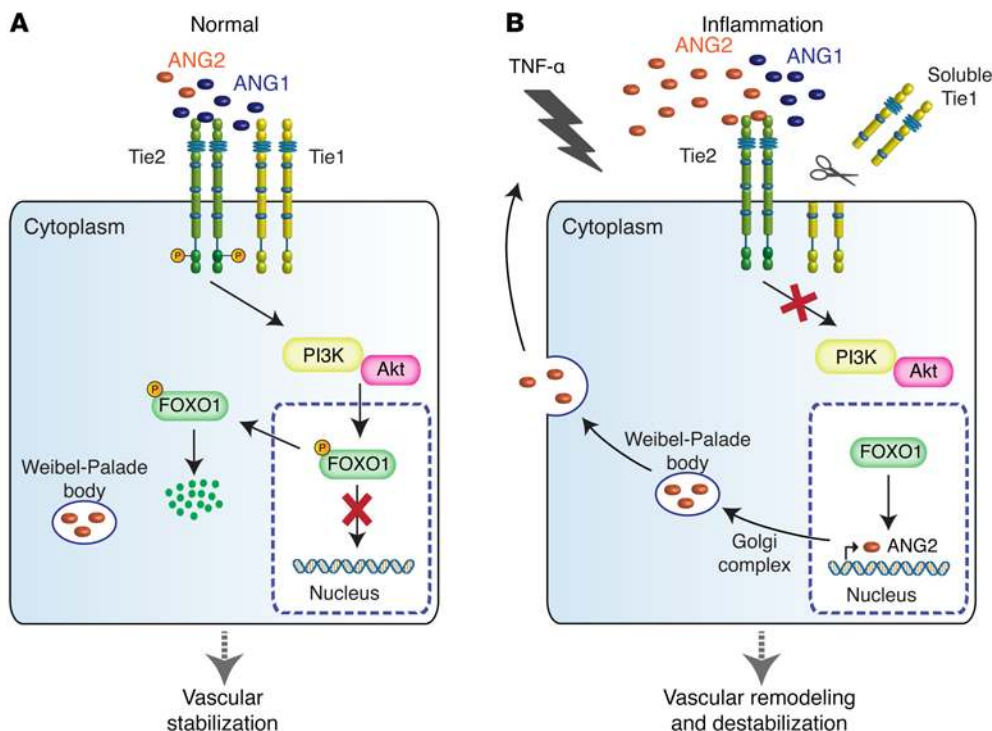 A
Normal
ANG2
ANG1
Tie2
Tie1
Cytoplasm
P
P
PI3K
Akt
P
FOXO1
P
FOXO1
Weibel-Palade
body
Nucleus
Vascular
stabilization
B
Inflammation
TNF-α
ANG2
ANG1
Soluble
Tie1
Tie2
Cytoplasm
PI3K
Akt
FOXO1
Weibel-Palade
body
ANG2
Golgi
complex
Nucleus
Vascular remodeling
and destabilization